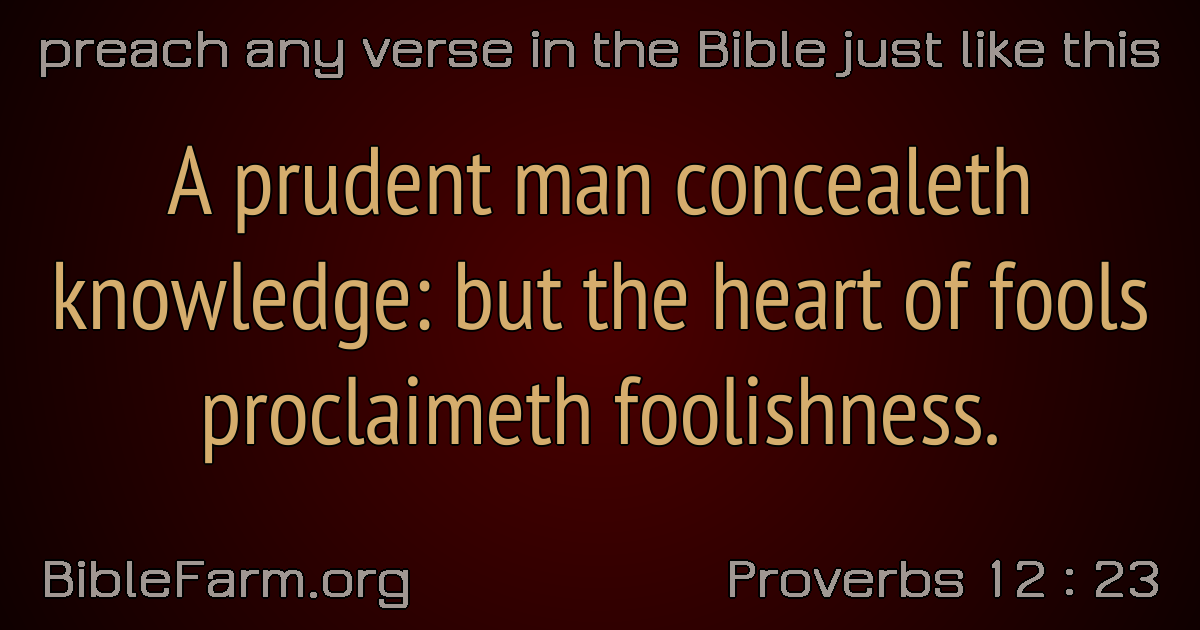 preach any verse in the Bible just like this
A prudent man concealeth
knowledge: but the heart of fools
proclaimeth foolishness.
BibleFarm.org
Proverbs 12 : 23